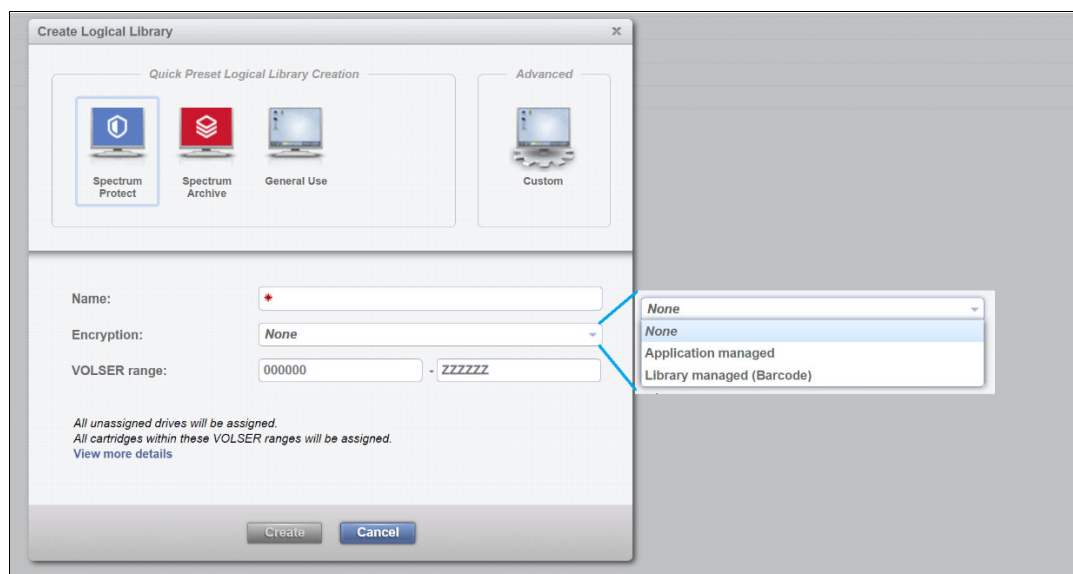 Create Logical Library
Quick Preset Logical Library Creation
Advanced
Spectrum
Protect
Spectrum
Archive
General Use
Custom
Name:
Encryption:
None
VOLSER range:
000000
- ZZZZZZ
All unassigned drives will be assigned.
All cartridges within these VOLSER ranges will be assigned.
View more details
Create
Cancel
None
None
Application managed
Library managed (Barcode)